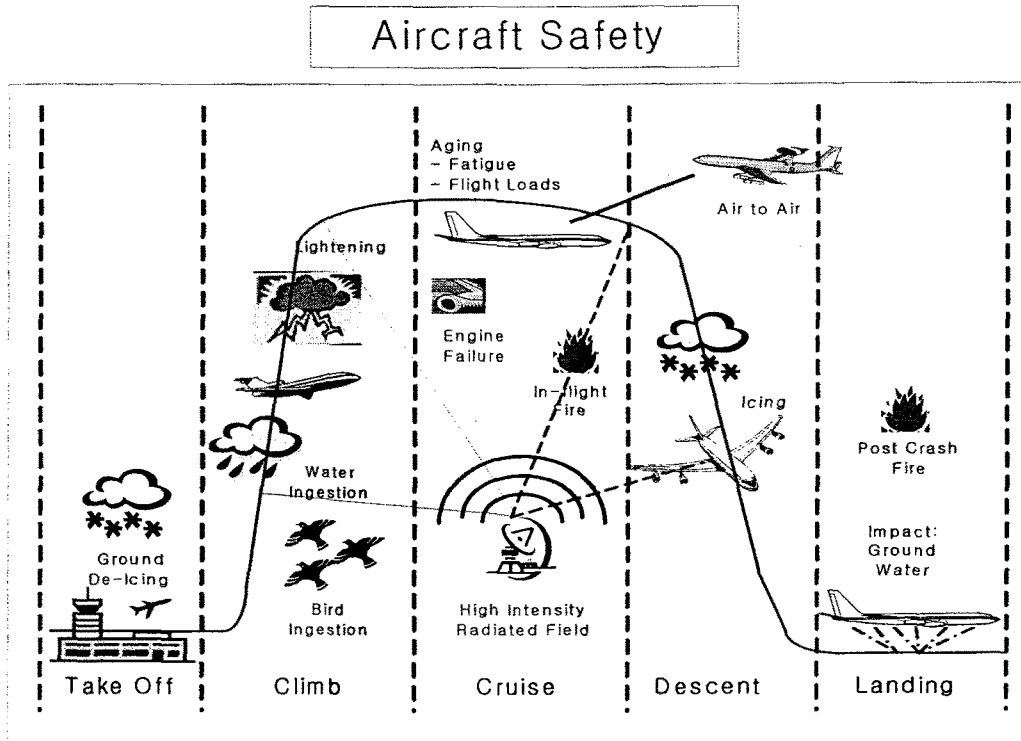 Aircraft Safety
Aging
- Fatigue
- Flight Loads
Air to Air
Lightening
Engine
Failure
In-flight
Fire
Icing
Post Crash
Fire
Water
Ingestion
Impact:
Ground
Water
Ground
De-Icing
Bird
Ingestion
High Intensity
Radiated Field
Take Off
Climb
Cruise
Descent
Landing